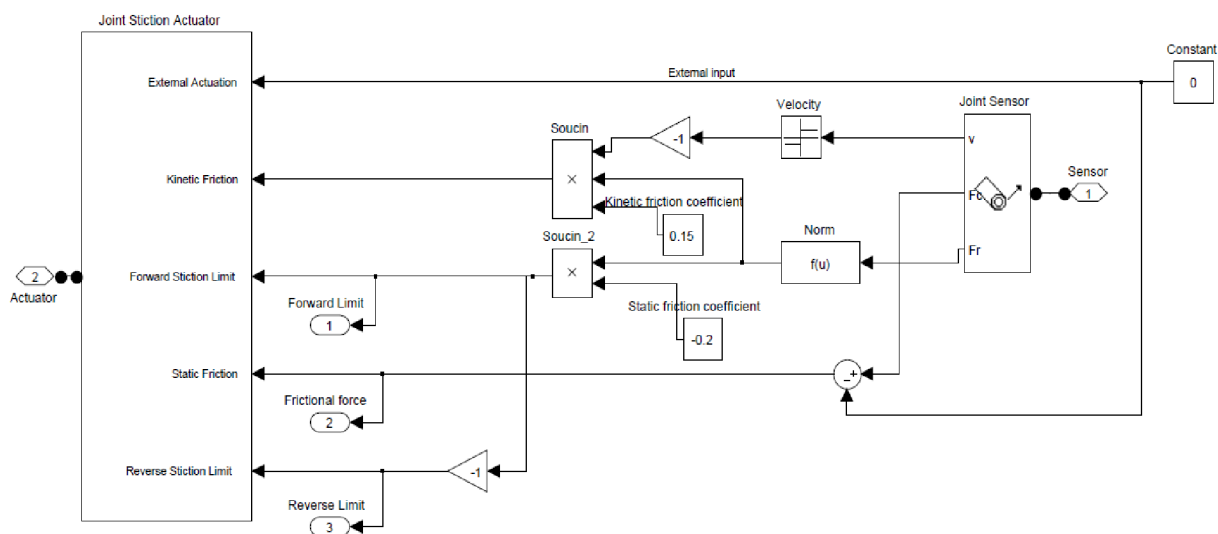 Joint Stiction Actuator
External Actuation
External input
Constant
0
Velocity
Joint Sensor
Soucin
-1
v
Kinetic Friction
×
Sensor
1
Fc
Kinetic friction coefficient
0.15
Norm
Soucin_2
f(u)
Fr
2
Actuator
Forward Stiction Limit
×
Forward Limit
1
Static friction coefficient
-0.2
Static Friction
-+
Frictional force
2
Reverse Stiction Limit
-1
Reverse Limit
3